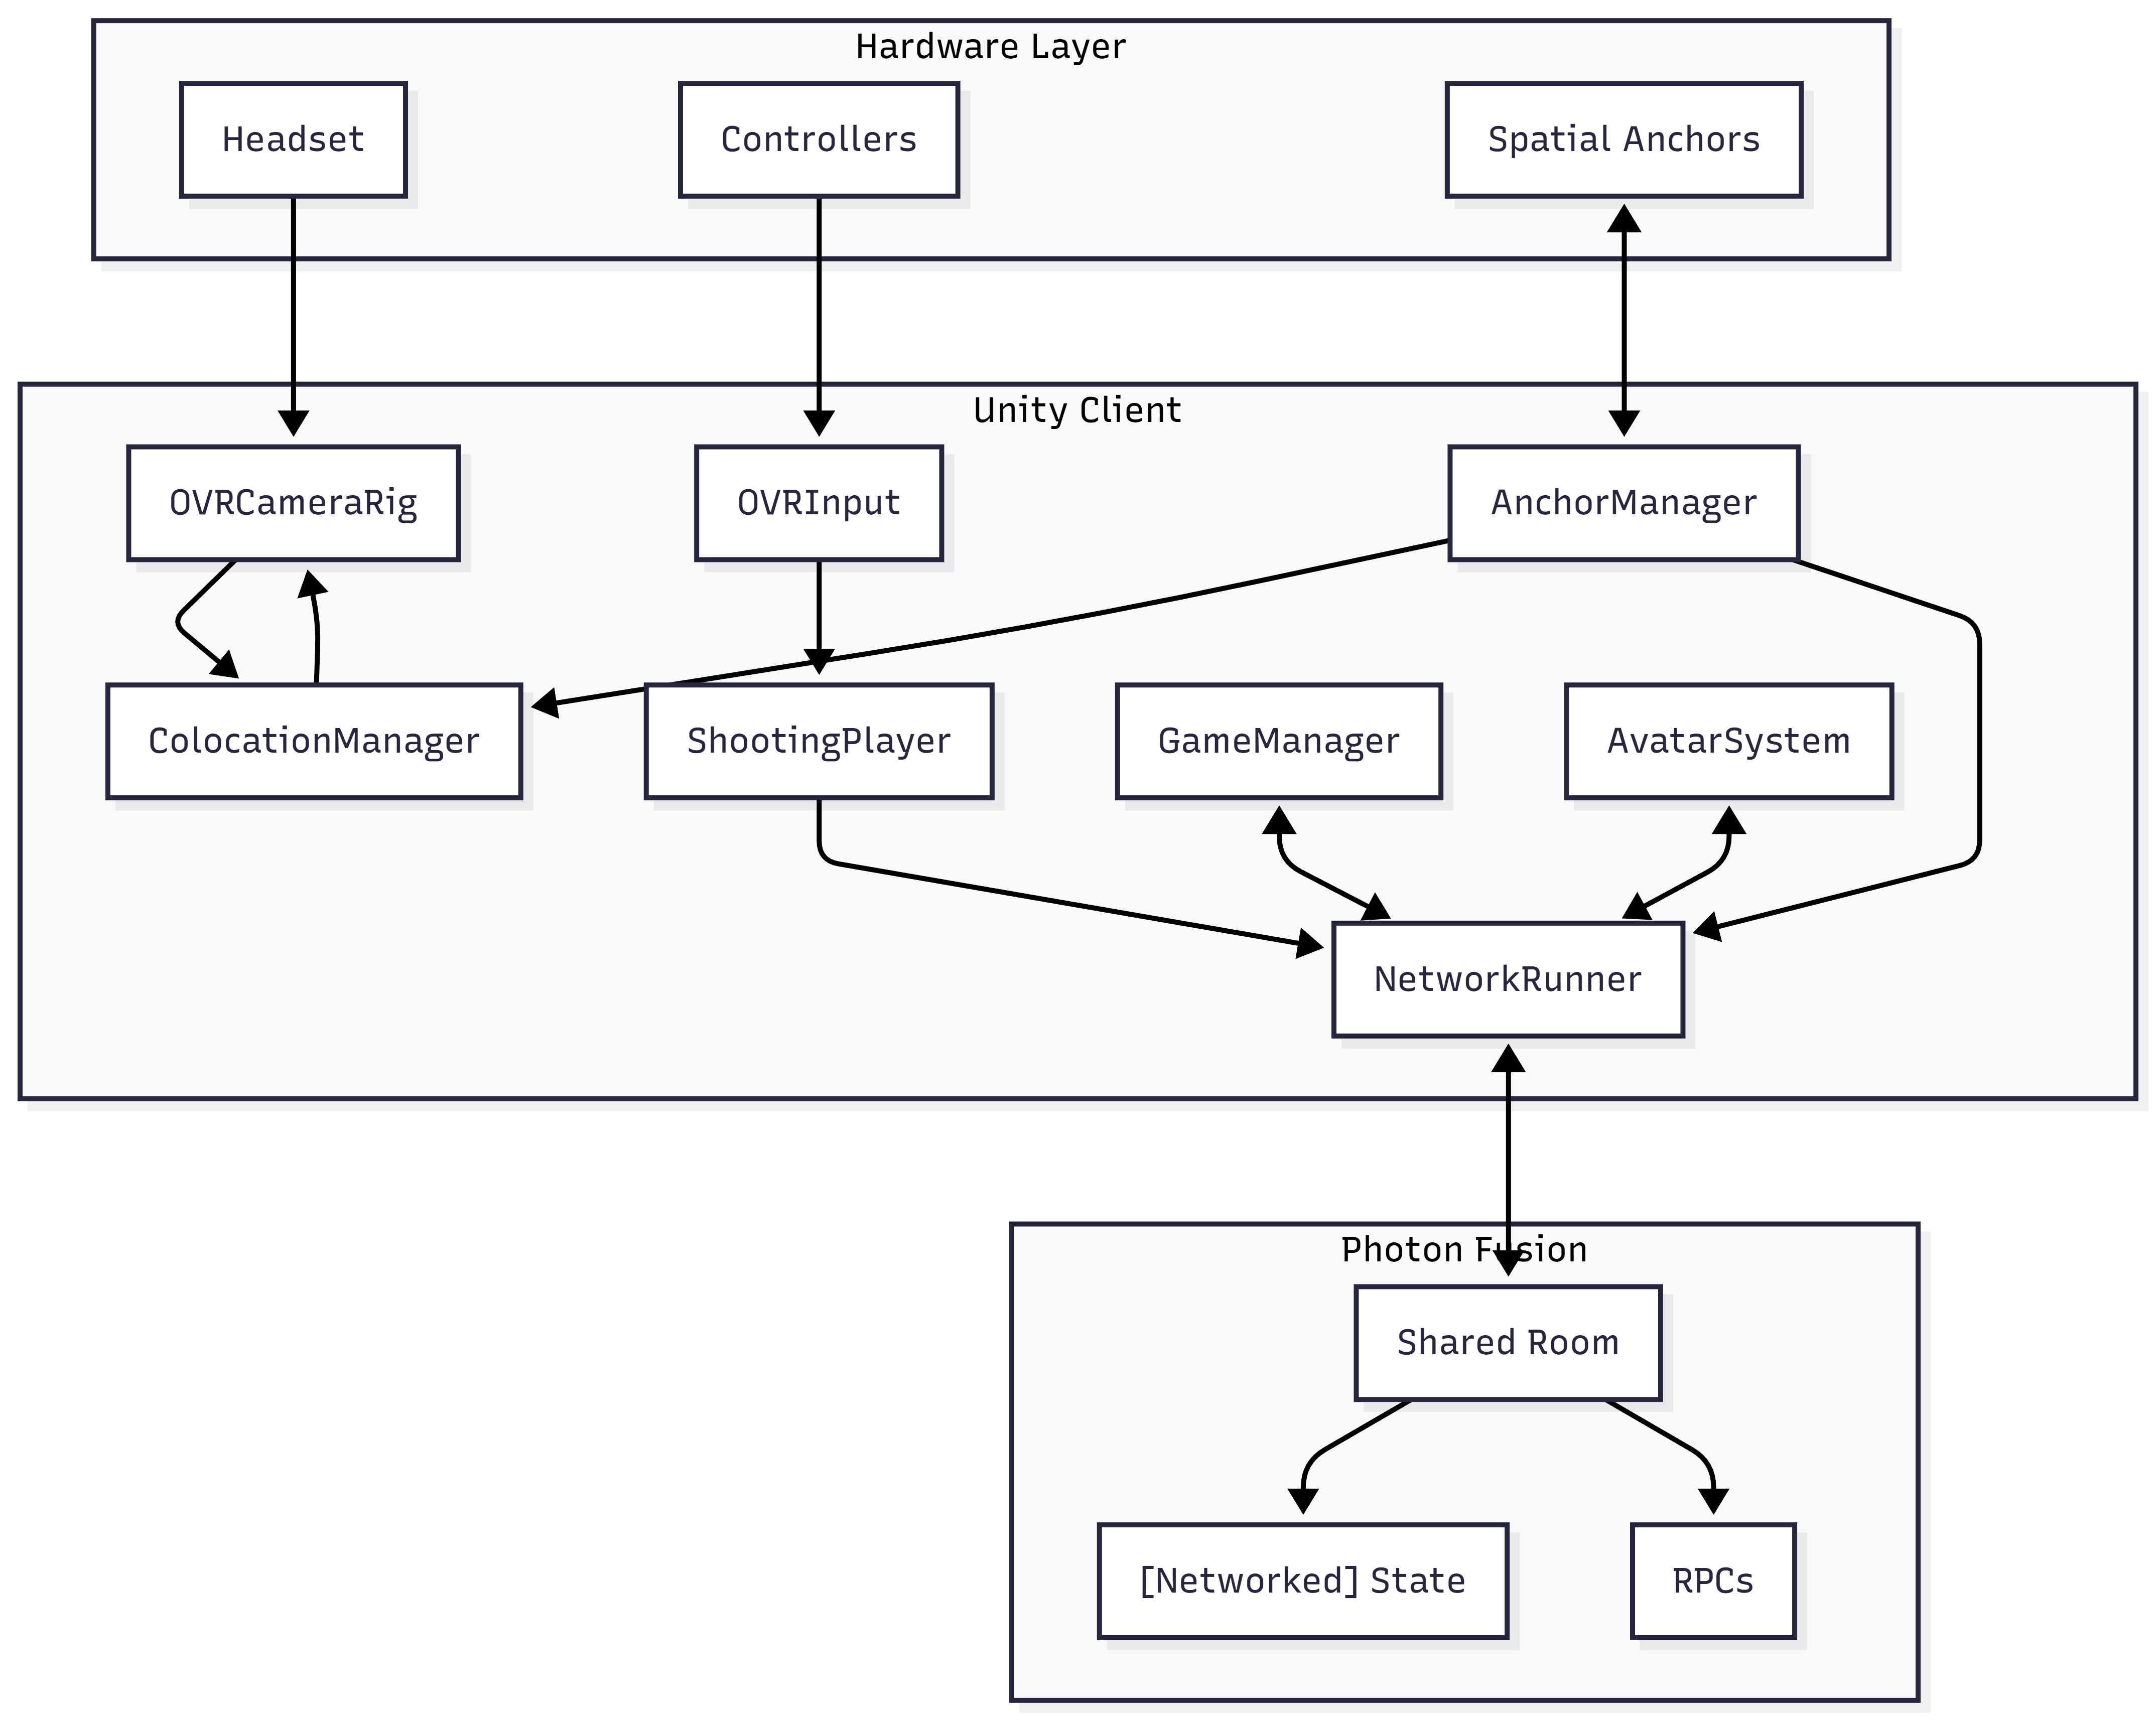 Hardware Layer
Headset
Controllers
Spatial Anchors
Unity Client
OVRCameraRig
OVRInput
AnchorManager
ColocationManager
ShootingPlayer
GameManager
AvatarSystem
NetworkRunner
Photon Fusion
Shared Room
[Networked] State
RPCs